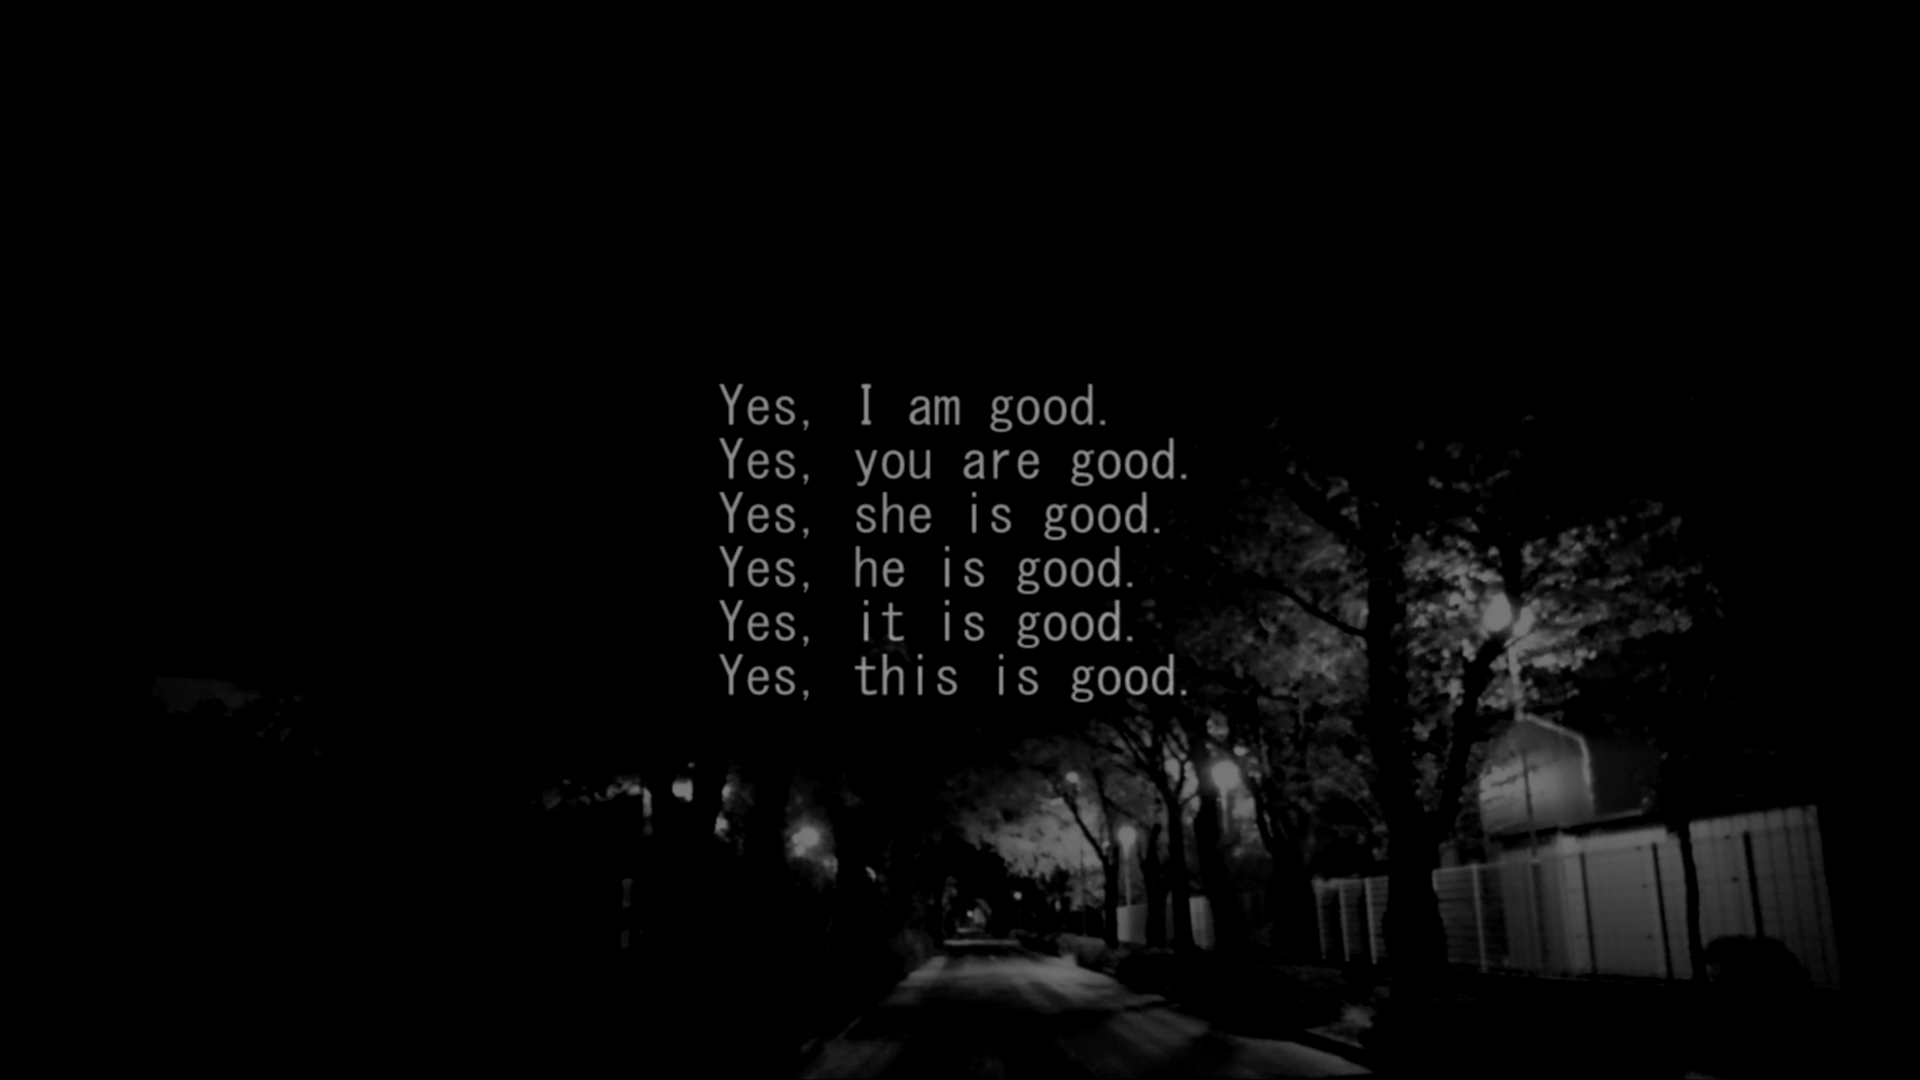 Yes, I am good.
Yes, you are good.
Yes, she is good.
Yes, he is good.
Yes, it is good.
Yes, this is good.